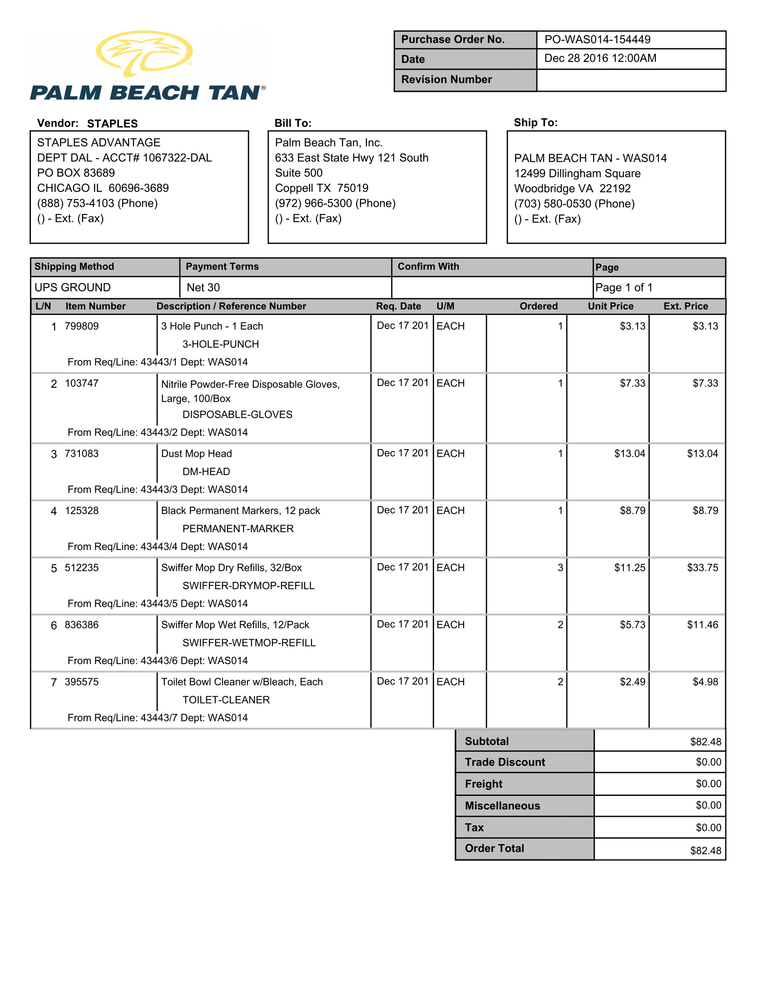 PALM BEACH TAN®
Purchase Order No. PO-WAS014-154449
Date Dec 28 2016 12:00AM
Revision Number
Vendor: STAPLES
STAPLES ADVANTAGE
DEPT DAL - ACCT# 1067322-DAL
PO BOX 83689
CHICAGO IL 60696-3689
(888) 753-4103 (Phone)
() - Ext. (Fax)
Bill To:
Palm Beach Tan, Inc.
633 East State Hwy 121 South
Suite 500
Coppell TX 75019
(972) 966-5300 (Phone)
() - Ext. (Fax)
Ship To:
PALM BEACH TAN - WAS014
12499 Dillingham Square
Woodbridge VA 22192
(703) 580-0530 (Phone)
() - Ext. (Fax)
Shipping Method Payment Terms Confirm With Page
UPS GROUND Net 30 Page 1 of 1
L/N Item Number Description / Reference Number Req. Date U/M Ordered Unit Price Ext. Price
1 799809 3 Hole Punch - 1 Each Dec 17 201 EACH 1 $3.13 $3.13
3-HOLE-PUNCH
From Req/Line: 43443/1 Dept: WAS014
2 103747 Nitrile Powder-Free Disposable Gloves, Dec 17 201 EACH 1 $7.33 $7.33
Large, 100/Box
DISPOSABLE-GLOVES
From Req/Line: 43443/2 Dept: WAS014
3 731083 Dust Mop Head Dec 17 201 EACH 1 $13.04 $13.04
DM-HEAD
From Req/Line: 43443/3 Dept: WAS014
4 125328 Black Permanent Markers, 12 pack Dec 17 201 EACH 1 $8.79 $8.79
PERMANENT-MARKER
From Req/Line: 43443/4 Dept: WAS014
5 512235 Swiffer Mop Dry Refills, 32/Box Dec 17 201 EACH 3 $11.25 $33.75
SWIFFER-DRYMOP-REFILL
From Req/Line: 43443/5 Dept: WAS014
6 836386 Swiffer Mop Wet Refills, 12/Pack Dec 17 201 EACH 2 $5.73 $11.46
SWIFFER-WETMOP-REFILL
From Req/Line: 43443/6 Dept: WAS014
7 395575 Toilet Bowl Cleaner w/Bleach, Each Dec 17 201 EACH 2 $2.49 $4.98
TOILET-CLEANER
From Req/Line: 43443/7 Dept: WAS014
Subtotal $82.48
Trade Discount $0.00
Freight $0.00
Miscellaneous $0.00
Tax $0.00
Order Total $82.48